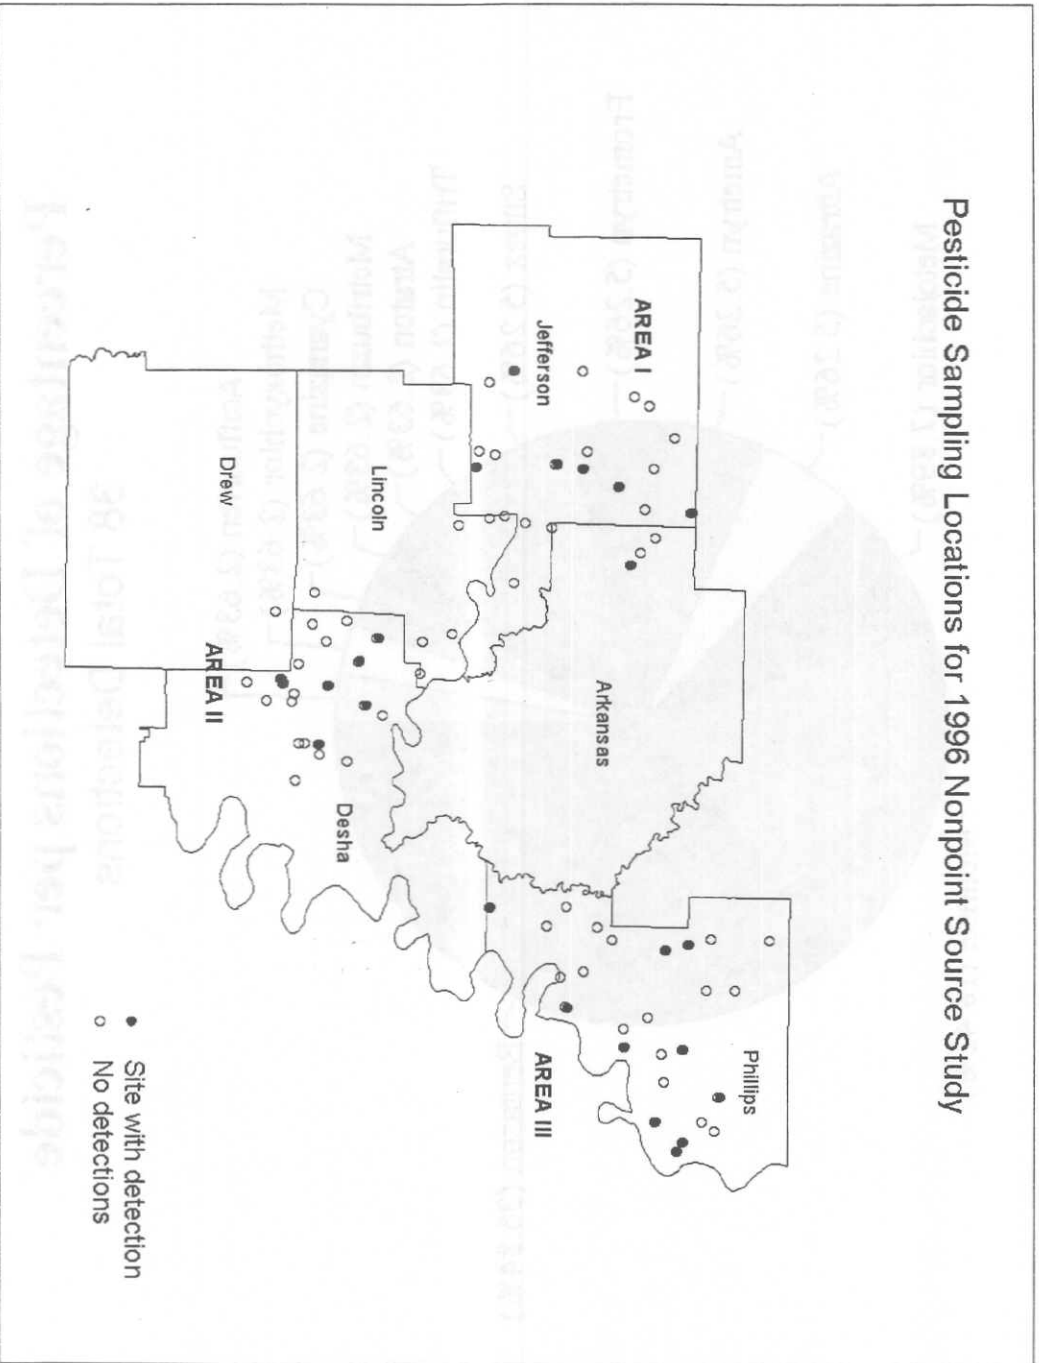 Pesticide Sampling Locations for 1996 Nonpoint Source Study
AREA I
Jefferson
Phillips
Arkansas
AREA III
Lincoln
Desha
Drew
AREA II
Site with detection
No detections